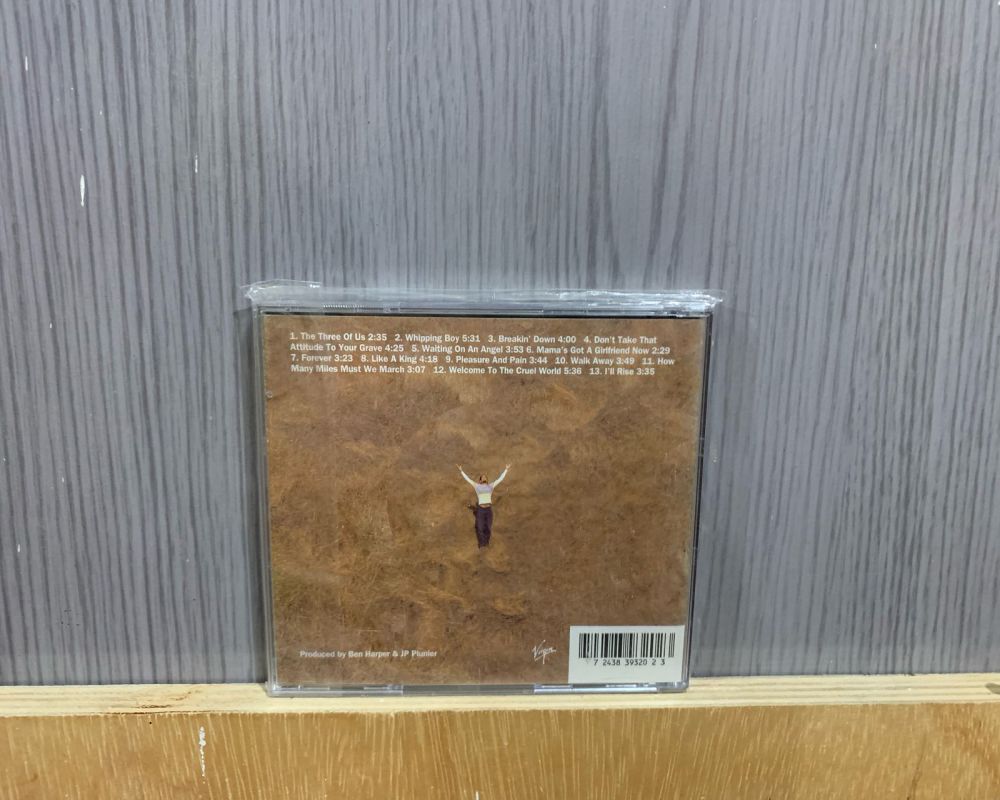 1. The Three Of Us 2:35 2. Whipping Boy 5:31 3. Breakin' Down 4:00 4. Don't Take That
Attitude To Your Grave 4:25 5. Waiting On An Angel 3:53 6. Mama's Got A Girlfriend Now 2:29
7. Forever 3:23 8. Like A King 4:18 9. Pleasure And Pain 3:44 10. Walk Away 3:49 11. How
Many Miles Must We March 3:07 12. Welcome To The Cruel World 5:36 13. I'll Rise 3:35
Produced by Ben Harper & JP Plunier
Virgin
7 24383 9320 2 3